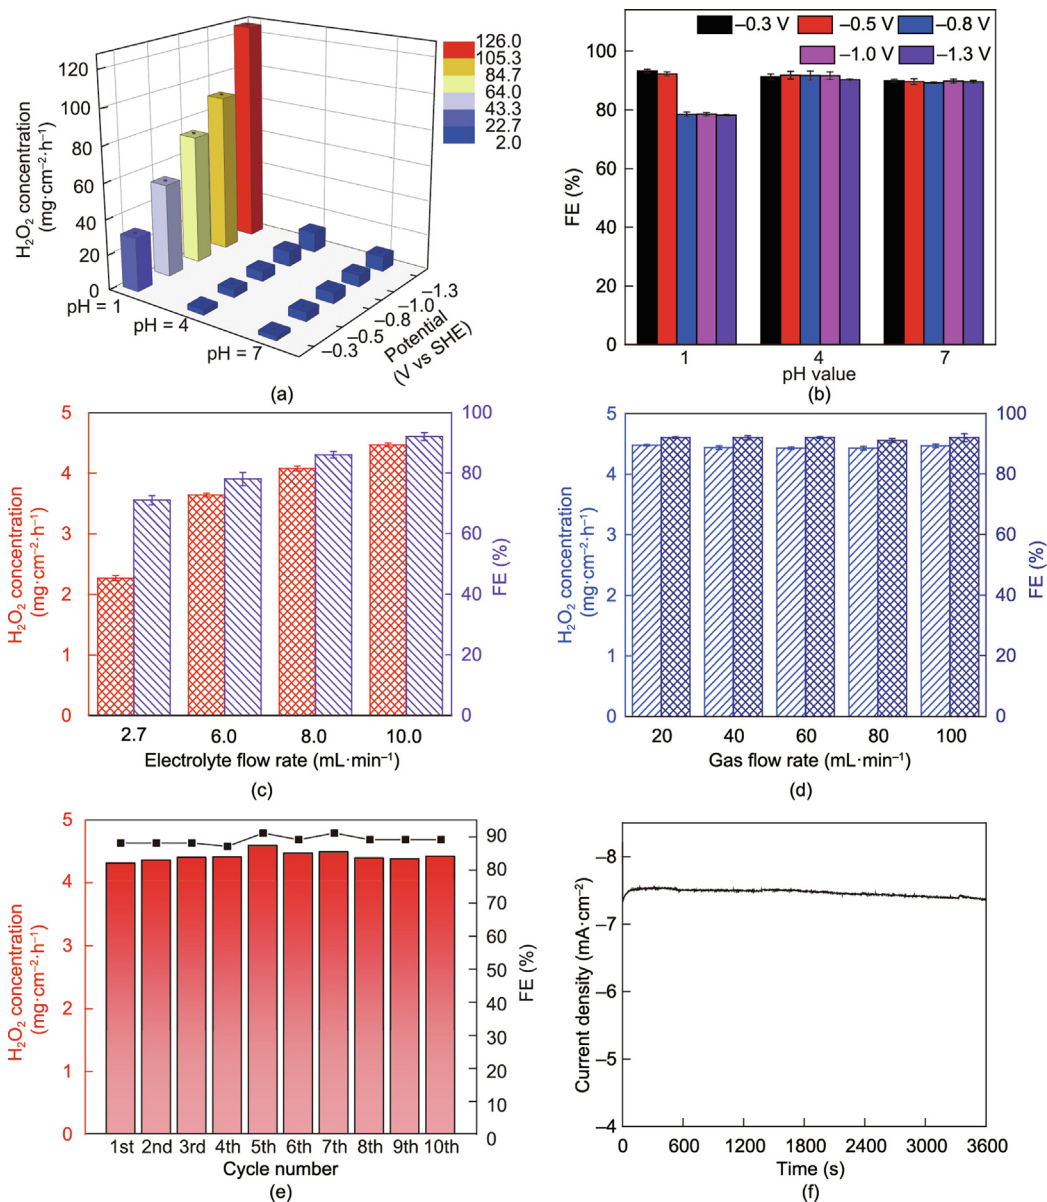 126.0
105.3
84.7
64.0
43.3
22.7
2.0
120
100
80
60
40
20
0
H₂O₂ concentration
(mg·cm⁻²·h⁻¹)
pH = 1
pH = 4
pH = 7
–0.3
–0.5
–0.8
–1.0
–1.3
Potential
(V vs SHE)
(a)
–0.3 V
–0.5 V
–0.8 V
–1.0 V
–1.3 V
100
80
60
40
20
0
FE (%)
1
4
7
pH value
(b)
5
4
3
2
1
0
H₂O₂ concentration
(mg·cm⁻²·h⁻¹)
100
80
60
40
20
0
FE (%)
2.7
6.0
8.0
10.0
Electrolyte flow rate (mL·min⁻¹)
(c)
5
4
3
2
1
0
H₂O₂ concentration
(mg·cm⁻²·h⁻¹)
100
80
60
40
20
0
FE (%)
20
40
60
80
100
Gas flow rate (mL·min⁻¹)
(d)
5
4
3
2
1
0
H₂O₂ concentration
(mg·cm⁻²·h⁻¹)
90
80
70
60
50
40
30
20
10
0
FE (%)
1st 2nd 3rd 4th 5th 6th 7th 8th 9th 10th
Cycle number
(e)
–8
–7
–6
–5
–4
Current density (mA·cm⁻²)
0
600
1200
1800
2400
3000
3600
Time (s)
(f)